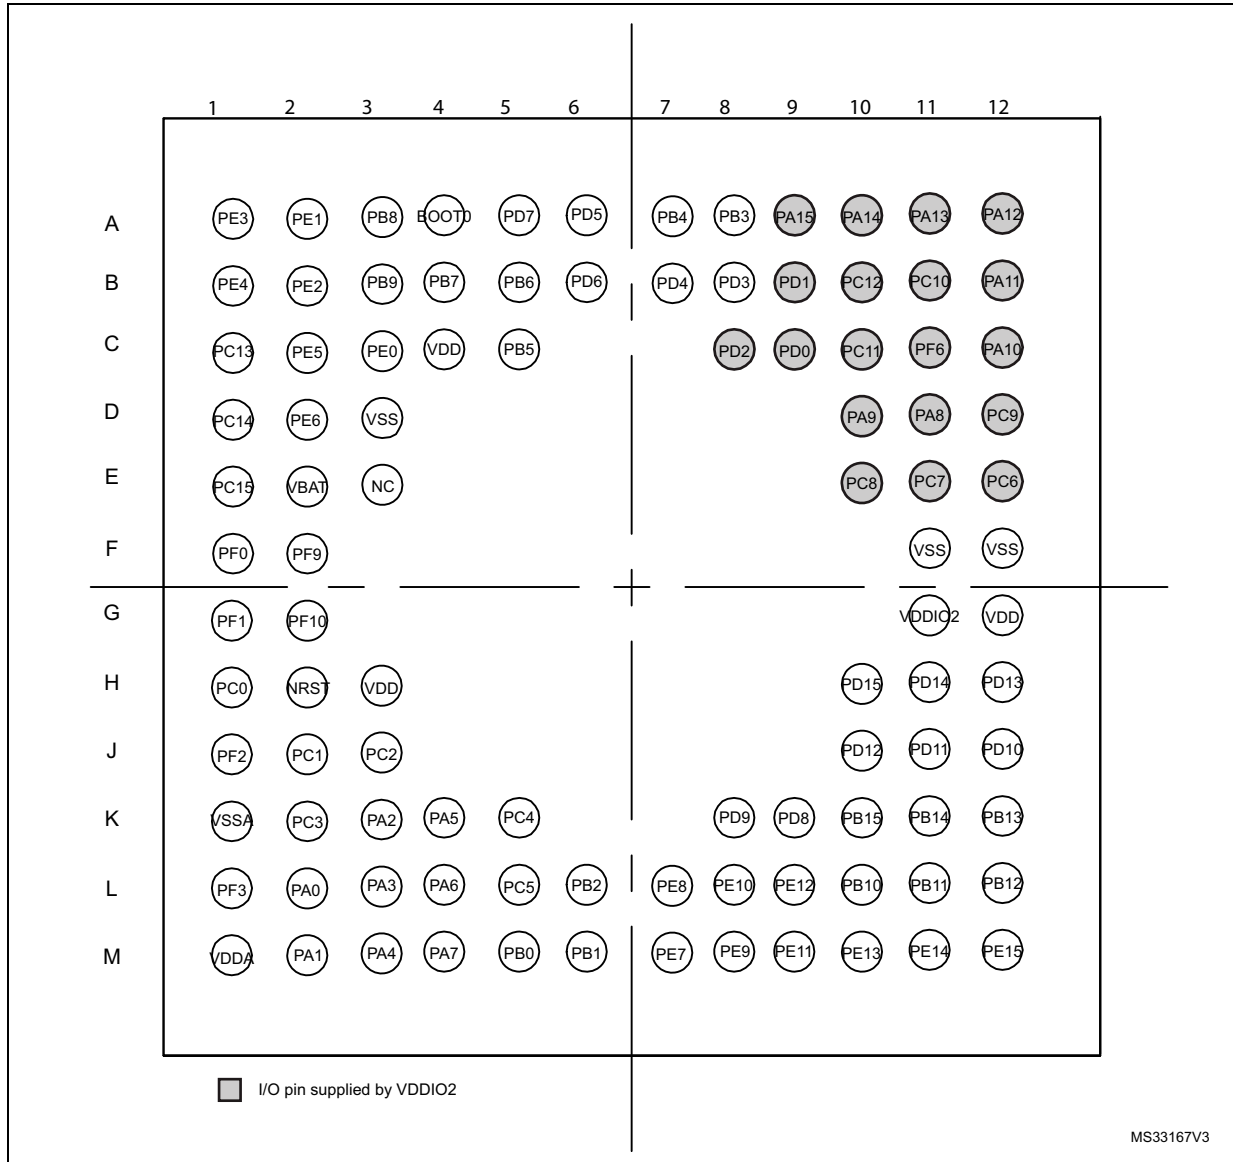 1 2 3 4 5 6 7 8 9 10 11 12
A PE3 PE1 PB8 BOOT0 PD7 PD5 PB4 PB3 PA15 PA14 PA13 PA12
B PE4 PE2 PB9 PB7 PB6 PD6 PD4 PD3 PD1 PC12 PC10 PA11
C PC13 PE5 PE0 VDD PB5 PD2 PD0 PC11 PF6 PA10
D PC14 PE6 VSS PA9 PA8 PC9
E PC15 VBAT NC PC8 PC7 PC6
F PF0 PF9 VSS VSS
G PF1 PF10 VDDIO2 VDD
H PC0 NRST VDD PD15 PD14 PD13
J PF2 PC1 PC2 PD12 PD11 PD10
K VSSA PC3 PA2 PA5 PC4 PD9 PD8 PB15 PB14 PB13
L PF3 PA0 PA3 PA6 PC5 PB2 PE8 PE10 PE12 PB10 PB11 PB12
M VDDA PA1 PA4 PA7 PB0 PB1 PE7 PE9 PE11 PE13 PE14 PE15
I/O pin supplied by VDDIO2
MS33167V3